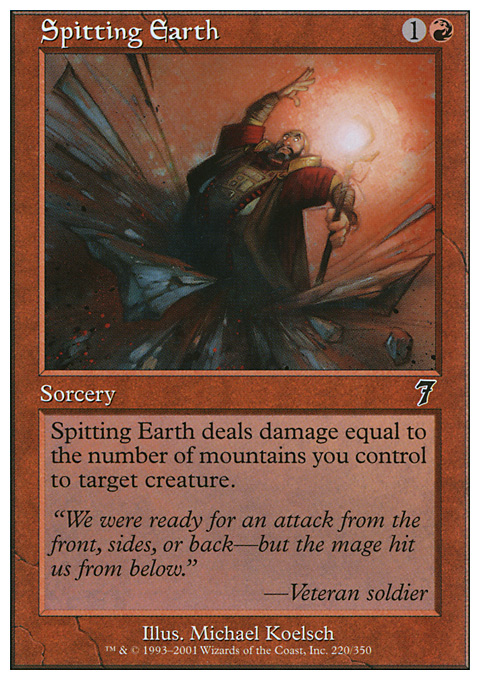 Spitting Earth 1
Sorcery 7
Spitting Earth deals damage equal to
the number of mountains you control
to target creature.
“We were ready for an attack from the
front, sides, or back—but the mage hit
us from below.”
—Veteran soldier
Illus. Michael Koelsch
™ & © 1993–2001 Wizards of the Coast, Inc. 220/350